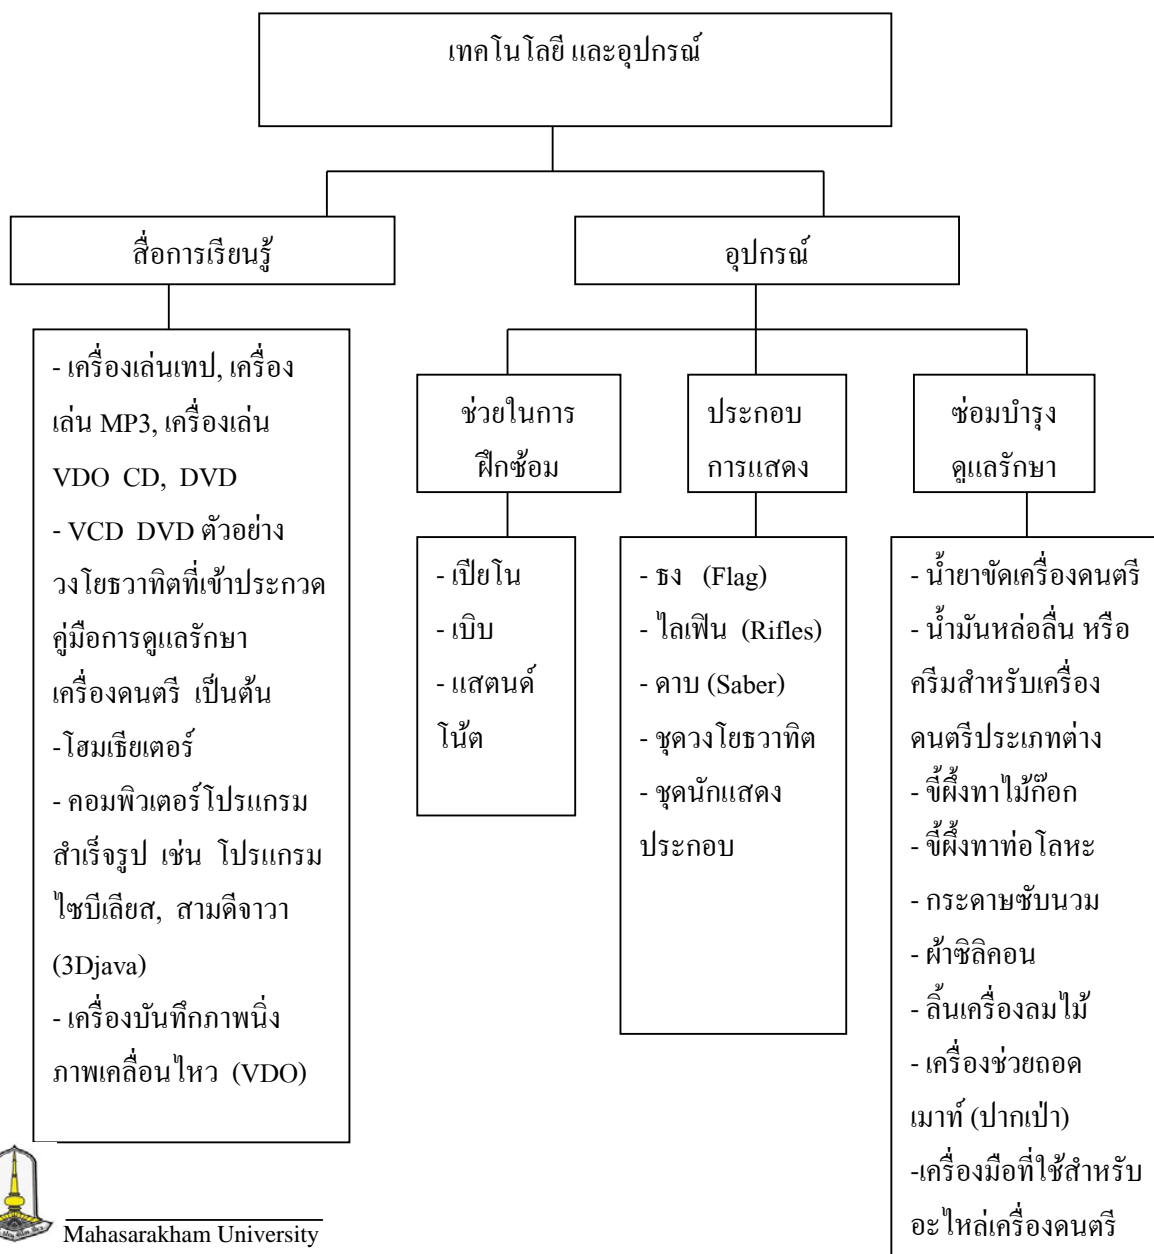 เทคโนโลยี และอุปกรณ์
สื่อการเรียนรู้
อุปกรณ์
- เครื่องเล่นเทป, เครื่อง
เล่น MP3, เครื่องเล่น
VDO CD, DVD
- VCD DVD ตัวอย่าง
วงโยธวาทิตที่เข้าประกวด
คู่มือการดูแลรักษา
เครื่องดนตรี เป็นต้น
-โฮมเธียเตอร์
- คอมพิวเตอร์โปรแกรม
สำเร็จรูป เช่น โปรแกรม
ไซบีเลียส, สามดีจาวา
(3Djava)
- เครื่องบันทึกภาพนิ่ง
ภาพเคลื่อนไหว (VDO)
ช่วยในการ
ฝึกซ้อม
- เปียโน
- เบิบ
- แสตนด์
โน้ต
ประกอบ
การแสดง
- ธง (Flag)
- ไลเฟิน (Rifles)
- ดาบ (Saber)
- ชุดวงโยธวาทิต
- ชุดนักแสดง
ประกอบ
ซ่อมบำรุง
ดูแลรักษา
- น้ำยาขัดเครื่องดนตรี
- น้ำมันหล่อลื่น หรือ
ครีมสำหรับเครื่อง
ดนตรีประเภทต่าง
- ขี้ผึ้งทาไม้ก๊อก
- ขี้ผึ้งทาท่อโลหะ
- กระดาษซับนวม
- ผ้าซิลิคอน
- ลิ้นเครื่องลมไม้
- เครื่องช่วยถอด
เมาท์ (ปากเป่า)
-เครื่องมือที่ใช้สำหรับ
อะไหล่เครื่องดนตรี
Mahasarakham University